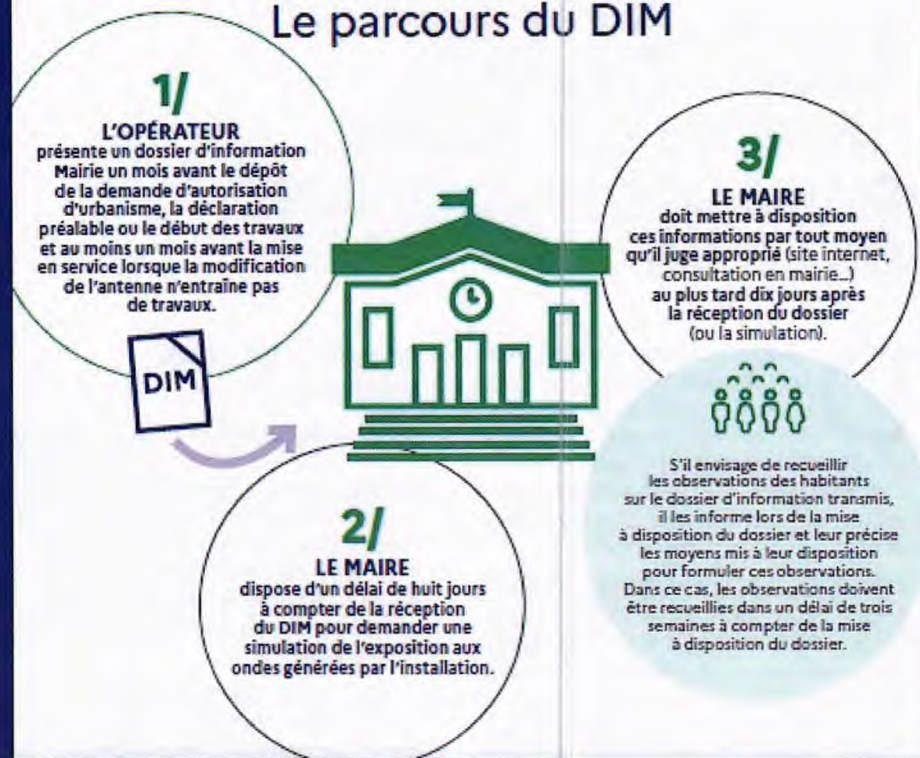 Le parcours du DIM
1/
L'OPÉRATEUR
présente un dossier d'information
Mairie un mois avant le dépôt
de la demande d'autorisation
d'urbanisme, la déclaration
préalable ou le début des travaux
et au moins un mois avant la mise
en service lorsque la modification
de l'antenne n'entraîne pas
de travaux.
DIM
2/
LE MAIRE
dispose d'un délai de huit jours
à compter de la réception
du DIM pour demander une
simulation de l'exposition aux
ondes générées par l'installation.
3/
LE MAIRE
doit mettre à disposition
ces informations par tout moyen
qu'il juge approprié (site internet,
consultation en mairie...)
au plus tard dix jours après
la réception du dossier
(ou la simulation).
S'il envisage de recueillir
les observations des habitants
sur le dossier d'information transmis,
il les informe lors de la mise
à disposition du dossier et leur précise
les moyens mis à leur disposition
pour formuler ces observations.
Dans ce cas, les observations doivent
être recueillies dans un délai de trois
semaines à compter de la mise
à disposition du dossier.